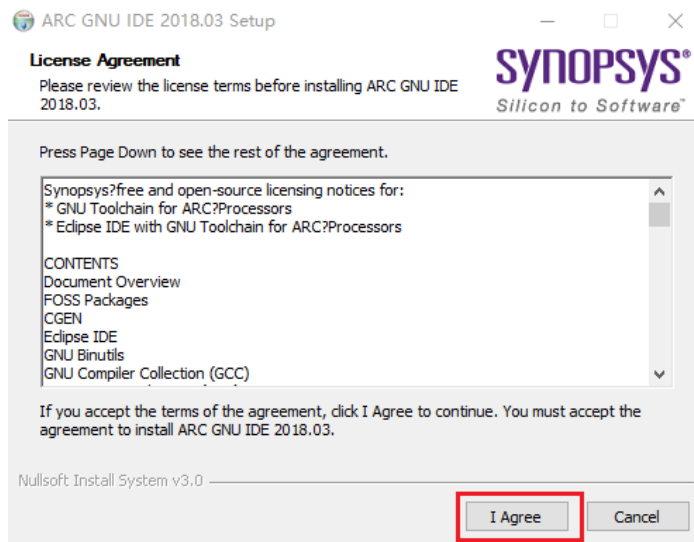 ARC GNU IDE 2018.03 Setup
License Agreement
Please review the license terms before installing ARC GNU IDE
2018.03.
SYNOPSYS®
Silicon to Software™
Press Page Down to see the rest of the agreement.
Synopsys?free and open-source licensing notices for:
* GNU Toolchain for ARC?Processors
* Eclipse IDE with GNU Toolchain for ARC?Processors
CONTENTS
Document Overview
FOSS Packages
CGEN
Eclipse IDE
GNU Binutils
GNU Compiler Collection (GCC)
If you accept the terms of the agreement, click I Agree to continue. You must accept the
agreement to install ARC GNU IDE 2018.03.
Nullsoft Install System v3.0
I Agree
Cancel